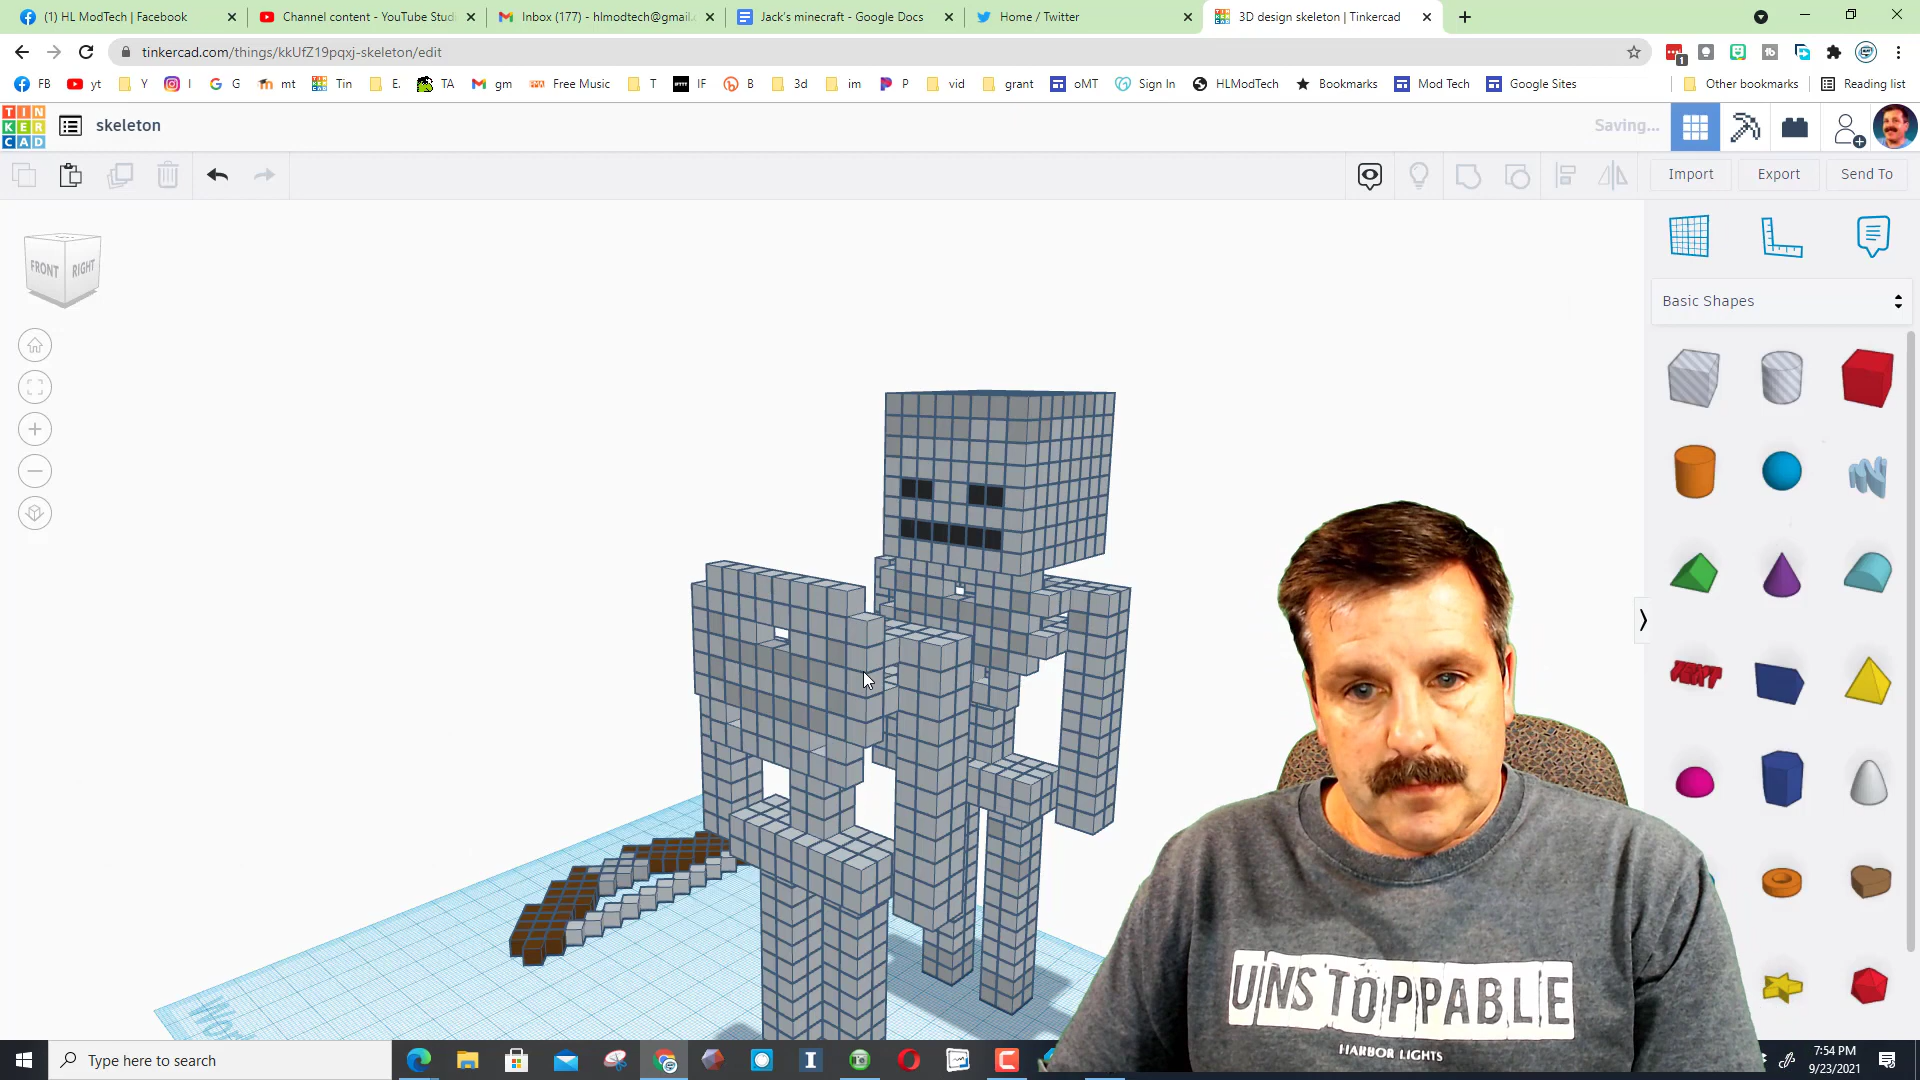 (1) HL ModTech | Facebook
Channel content - YouTube Studi
Inbox (177) - hlmodtech@gmail.c
Jack's minecraft - Google Docs
Home / Twitter
3D design skeleton | Tinkercad
tinkercad.com/things/kkUfZ19pqxj-skeleton/edit
1
FB
yt
Y
I
G
mt
Tin
E.
TA
gm
Free Music
T
IF
B
3d
im
P
vid
grant
oMT
Sign In
HLModTech
Bookmarks
Mod Tech
Google Sites
Other bookmarks
Reading list
TIN
KER
CAD
skeleton
Saving...
Import
Export
Send To
FRONT
RIGHT
Basic Shapes
TEXT
UNSTOPPABLE
HARBOR LIGHTS
Type here to search
7:54 PM
9/23/2021